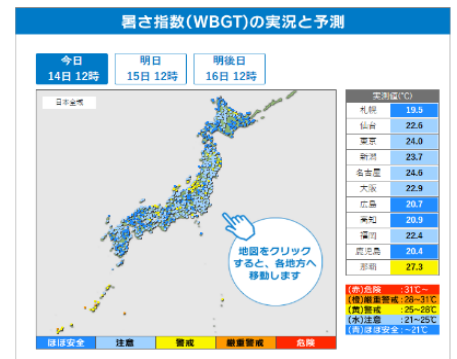 暑さ指数(WBGT)の実況と予測
今日
14日 12時
明日
15日 12時
明後日
16日 12時
日本全域
地図をクリック
すると、各地方へ
移動します
ほぼ安全
注意
警戒
厳重警戒
危険
実測値(℃)
札幌 19.5
仙台 22.6
東京 24.0
新潟 23.7
名古屋 24.6
大阪 22.9
広島 20.7
高知 20.9
福岡 22.4
鹿児島 20.4
那覇 27.3
(赤)危険 :31℃~
(橙)厳重警戒:28~31℃
(黄)警戒 :25~28℃
(水)注意 :21~25℃
(青)ほぼ安全:~21℃